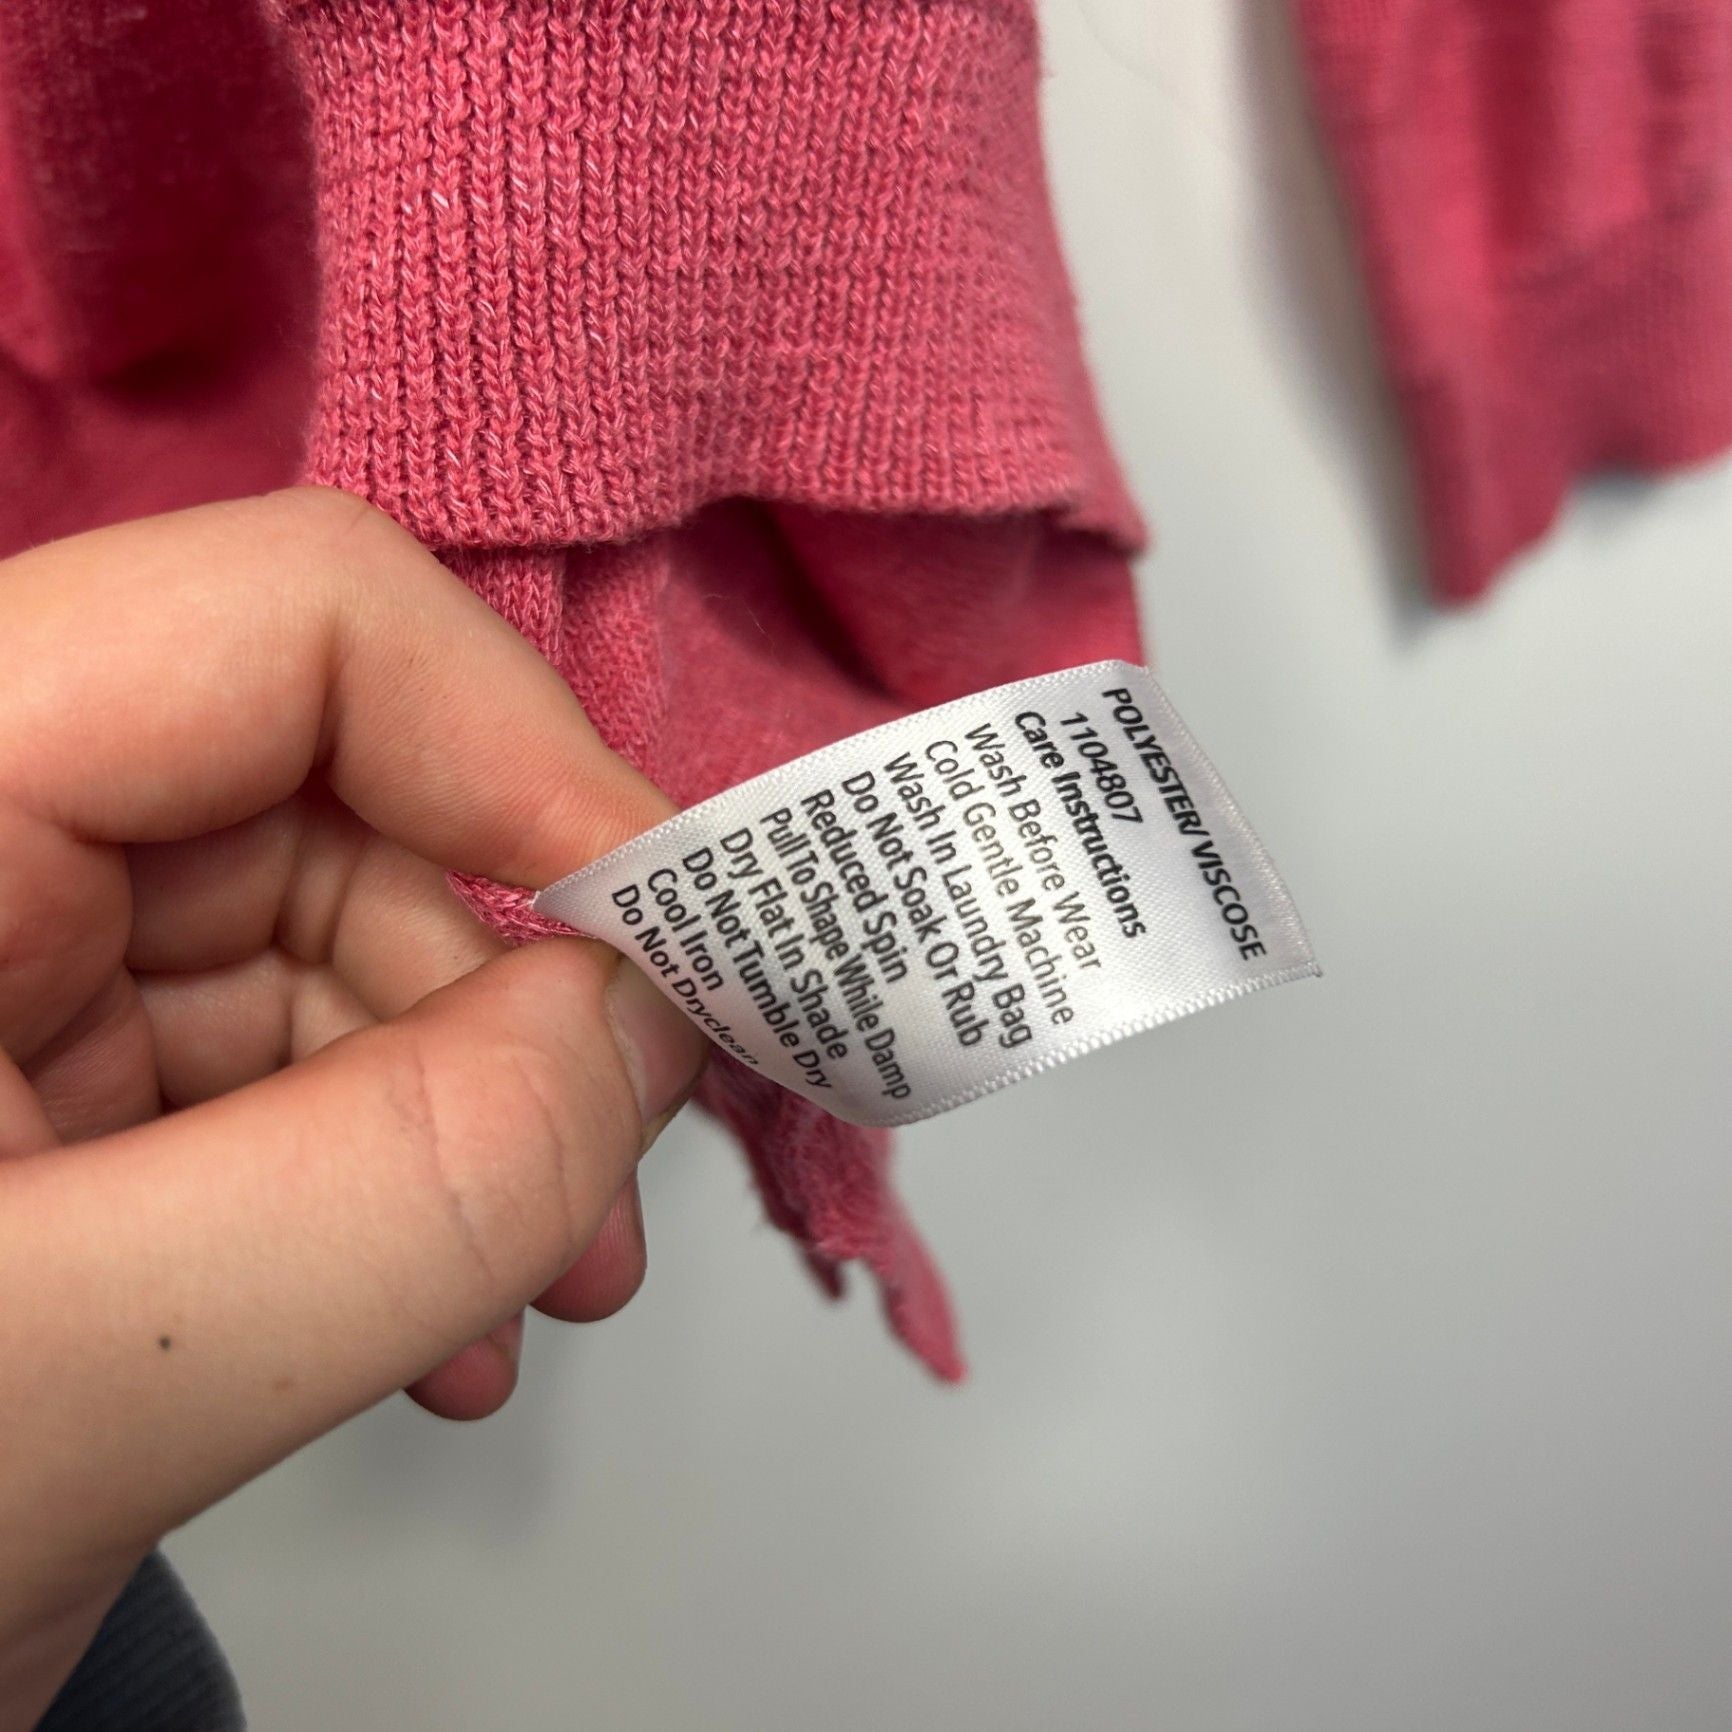 POLYESTER/ VISCOSE
1104807
Care Instructions
Wash Before Wear
Cold Gentle Machine
Wash In Laundry Bag
Do Not Soak Or Rub
Reduced Spin
Pull To Shape While Damp
Dry Flat In Shade
Do Not Tumble Dry
Cool Iron
Do Not Dryclean